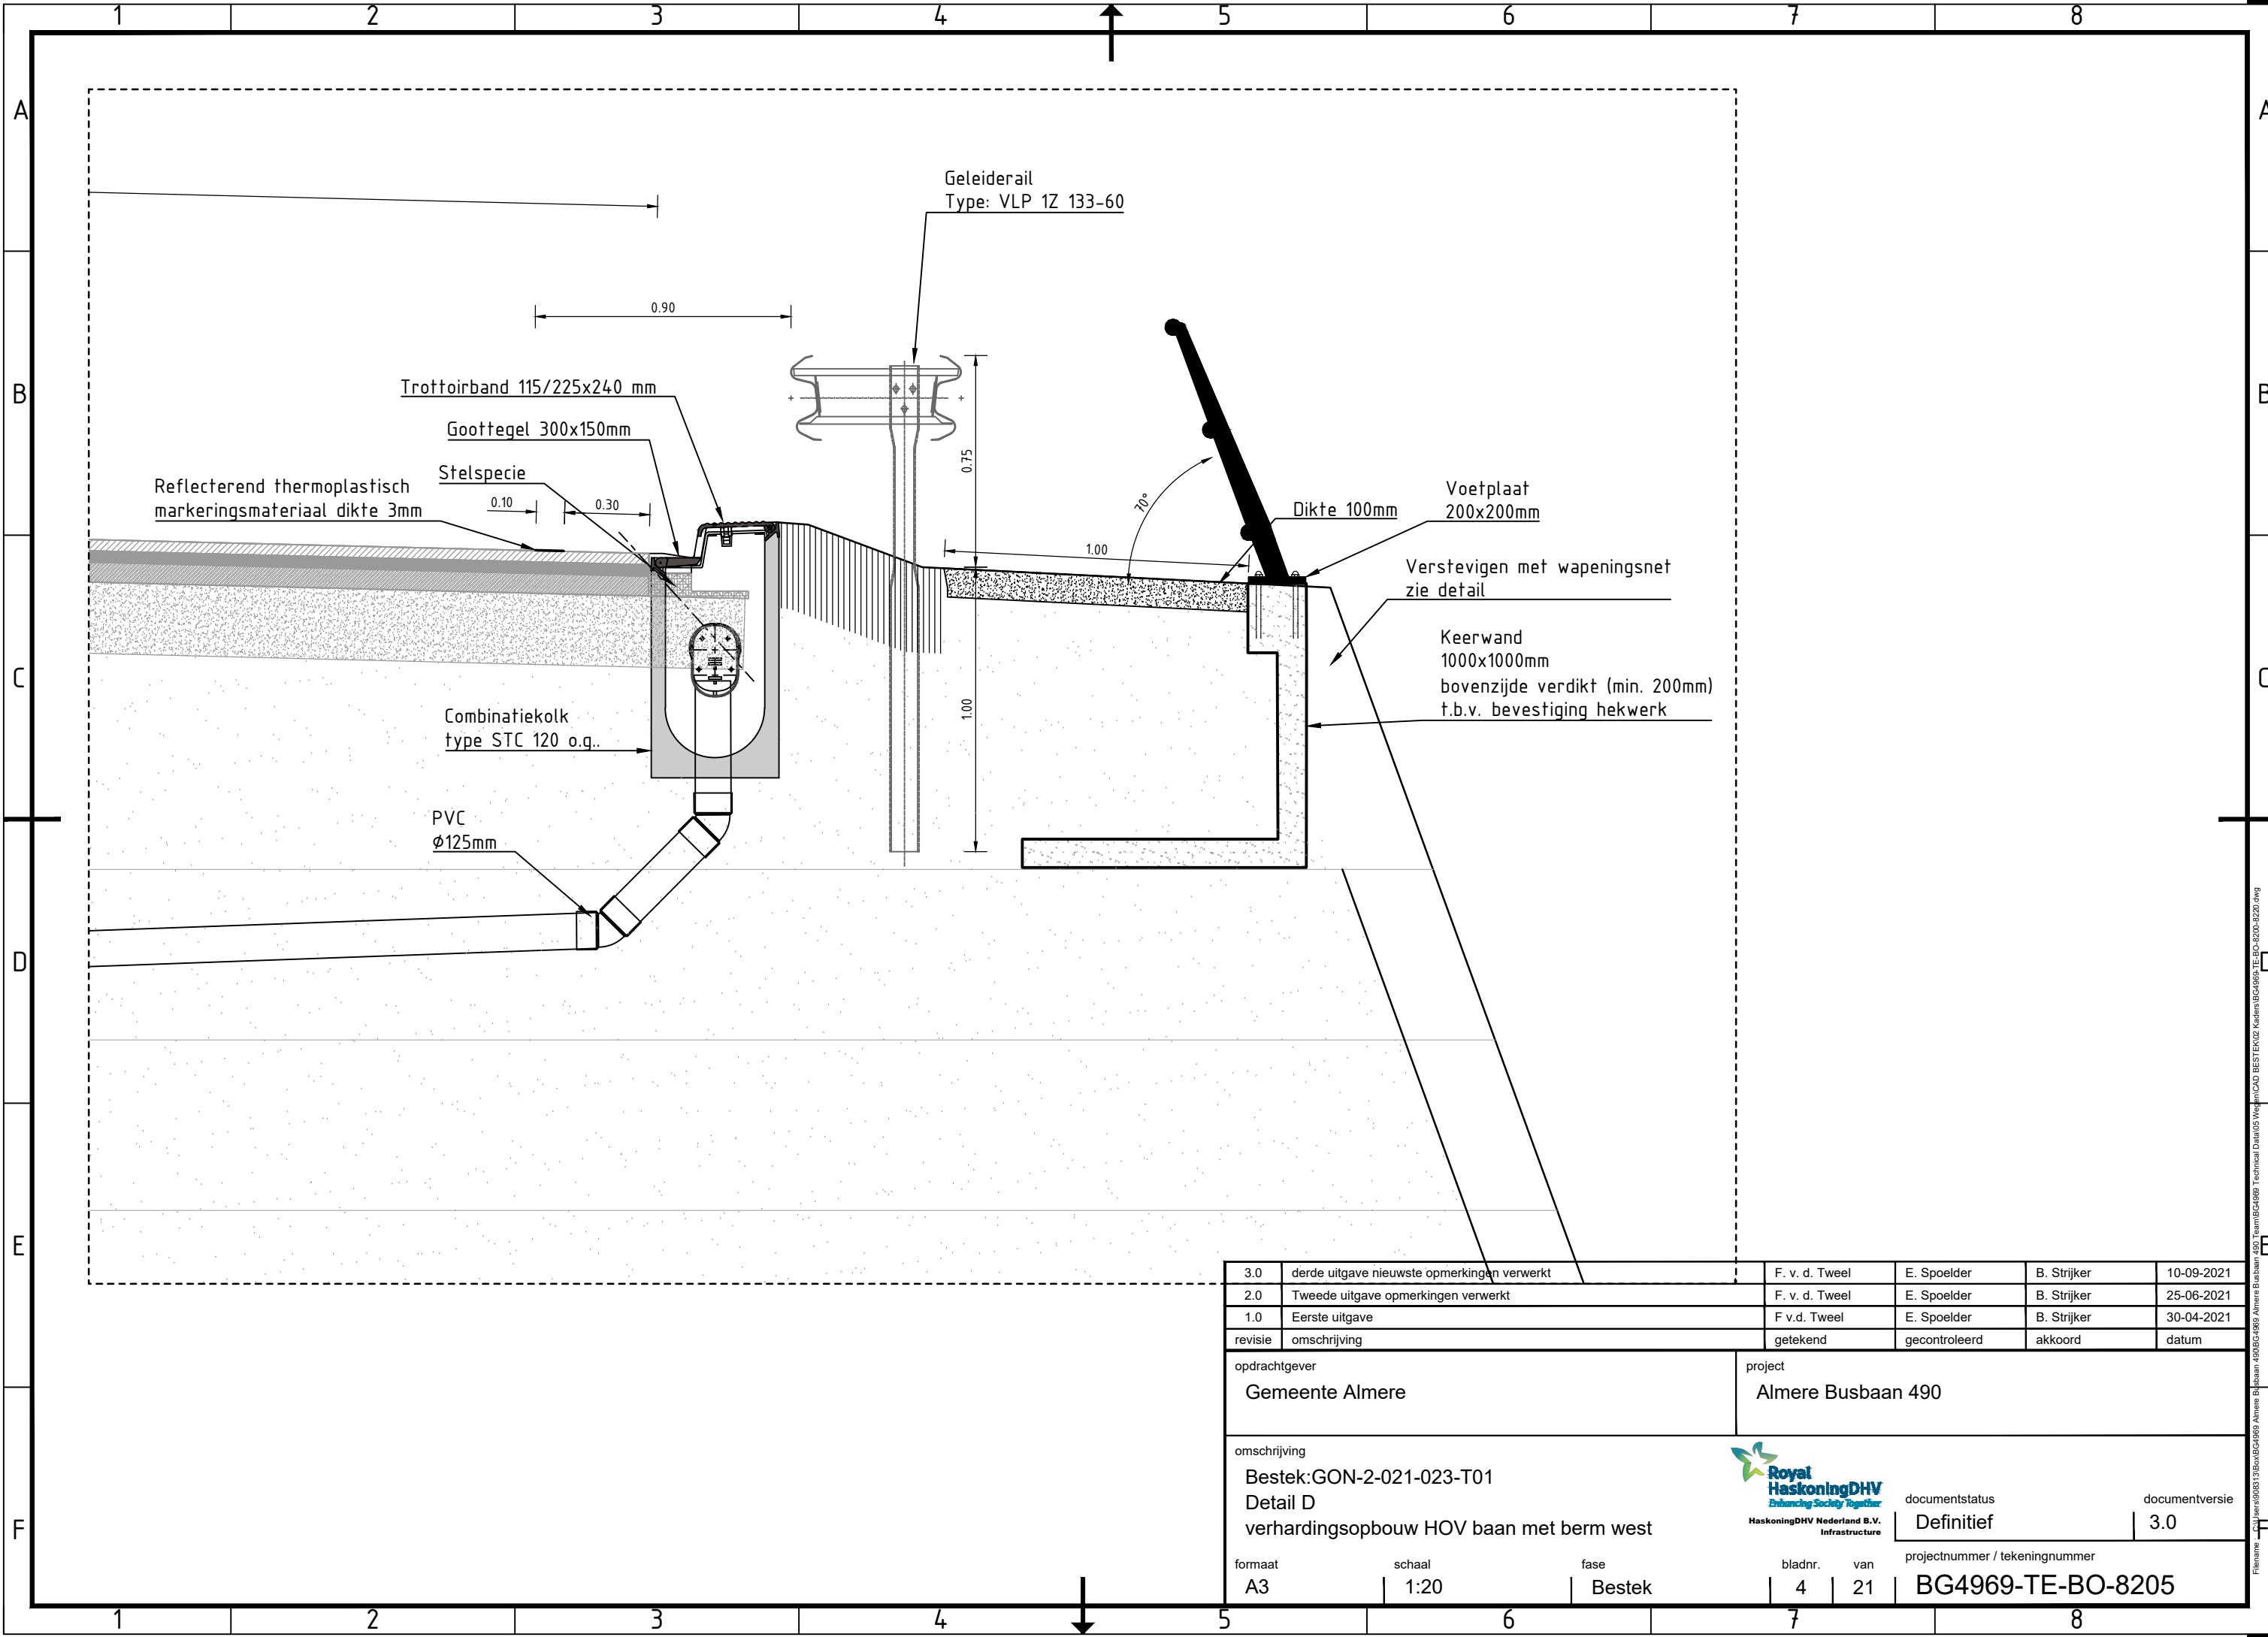 1 2 3 4 5 6 7 8
A
B
C
D
E
F
A
B
C
D
E
F
Geleiderail
Type: VLP 1Z 133-60
0.90
Trottoirband 115/225x240 mm
Goottegel 300x150mm
Stelspecie
Reflecterend thermoplastisch
markeringsmateriaal dikte 3mm
0.10
0.30
0.75
1.00
70°
1.00
Dikte 100mm
Voetplaat
200x200mm
Verstevigen met wapeningsnet
zie detail
Keerwand
1000x1000mm
bovenzijde verdikt (min. 200mm)
t.b.v. bevestiging hekwerk
Combinatiekolk
type STC 120 o.g..
PVC
Ø125mm
3.0 derde uitgave nieuwste opmerkingen verwerkt F. v. d. Tweel E. Spoelder B. Strijker 10-09-2021
2.0 Tweede uitgave opmerkingen verwerkt F. v. d. Tweel E. Spoelder B. Strijker 25-06-2021
1.0 Eerste uitgave F v.d. Tweel E. Spoelder B. Strijker 30-04-2021
revisie omschrijving getekend gecontroleerd akkoord datum
opdrachtgever
Gemeente Almere
project
Almere Busbaan 490
omschrijving
Bestek:GON-2-021-023-T01
Detail D
verhardingsopbouw HOV baan met berm west
Royal
HaskoningDHV
Enhancing Society Together
HaskoningDHV Nederland B.V.
Infrastructure
documentstatus
Definitief
documentversie
3.0
formaat
A3
schaal
1:20
fase
Bestek
bladnr.
4
van
21
projectnummer / tekeningnummer
BG4969-TE-BO-8205
1 2 3 4 5 6 7 8